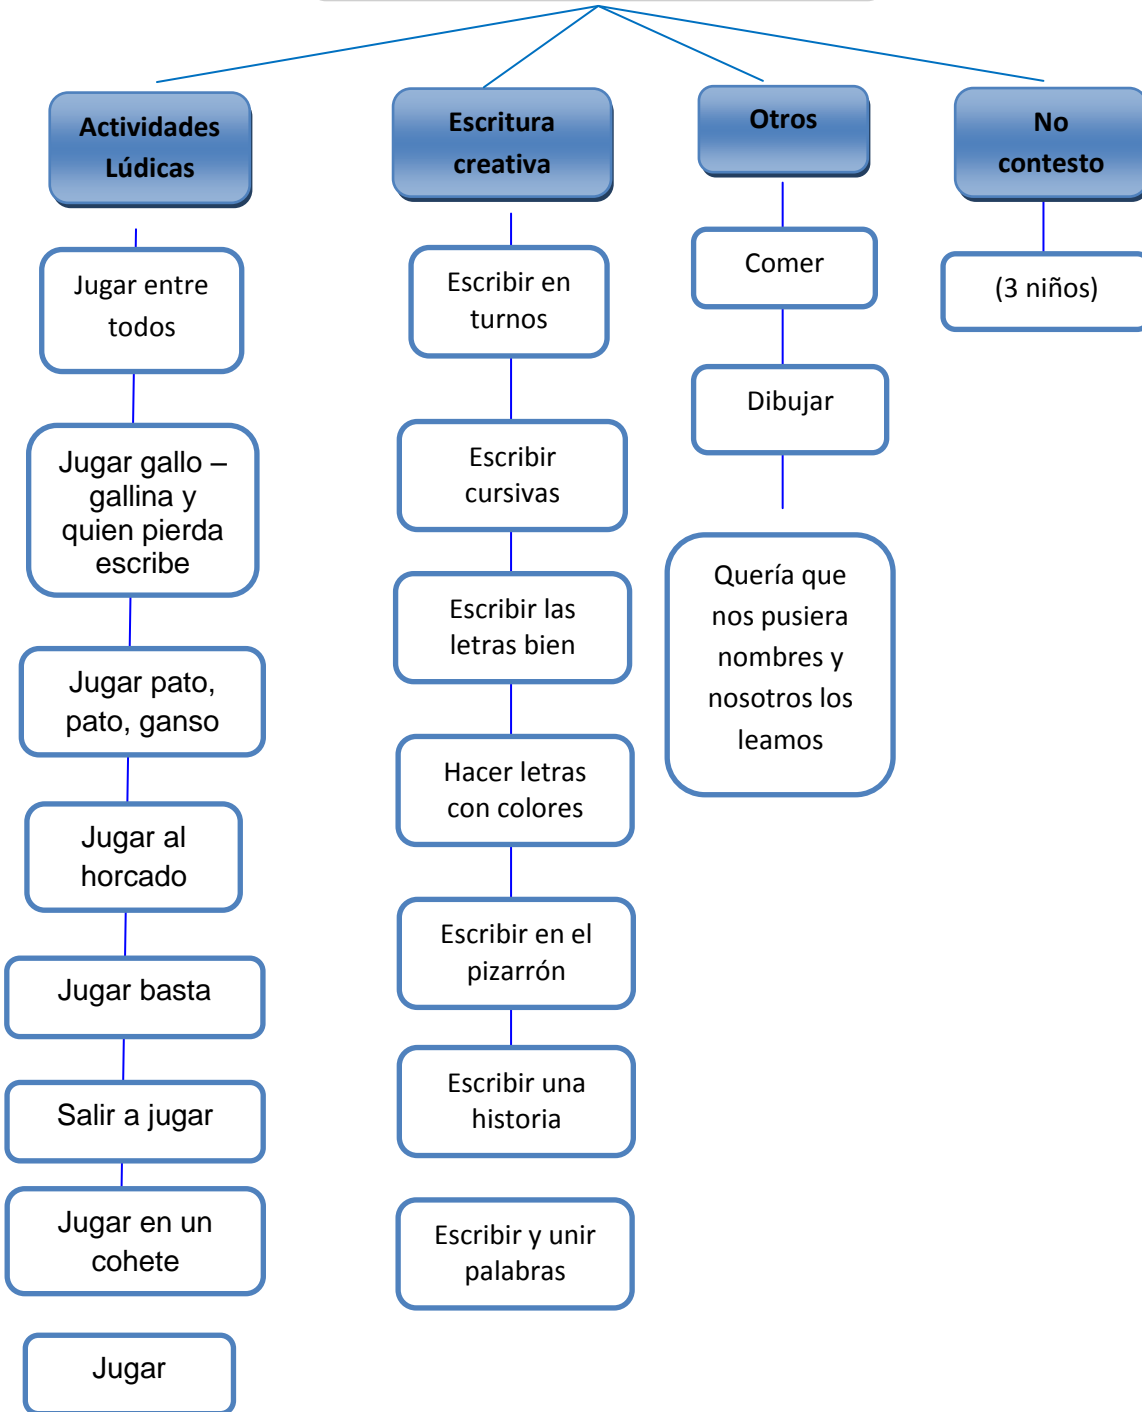 Actividades
Lúdicas
Jugar entre
todos
Jugar gallo –
gallina y
quien pierda
escribe
Jugar pato,
pato, ganso
Jugar al
horcado
Jugar basta
Salir a jugar
Jugar en un
cohete
Jugar
Escritura
creativa
Escribir en
turnos
Escribir
cursivas
Escribir las
letras bien
Hacer letras
con colores
Escribir en el
pizarrón
Escribir una
historia
Escribir y unir
palabras
Otros
Comer
Dibujar
Quería que
nos pusiera
nombres y
nosotros los
leamos
No
contesto
(3 niños)